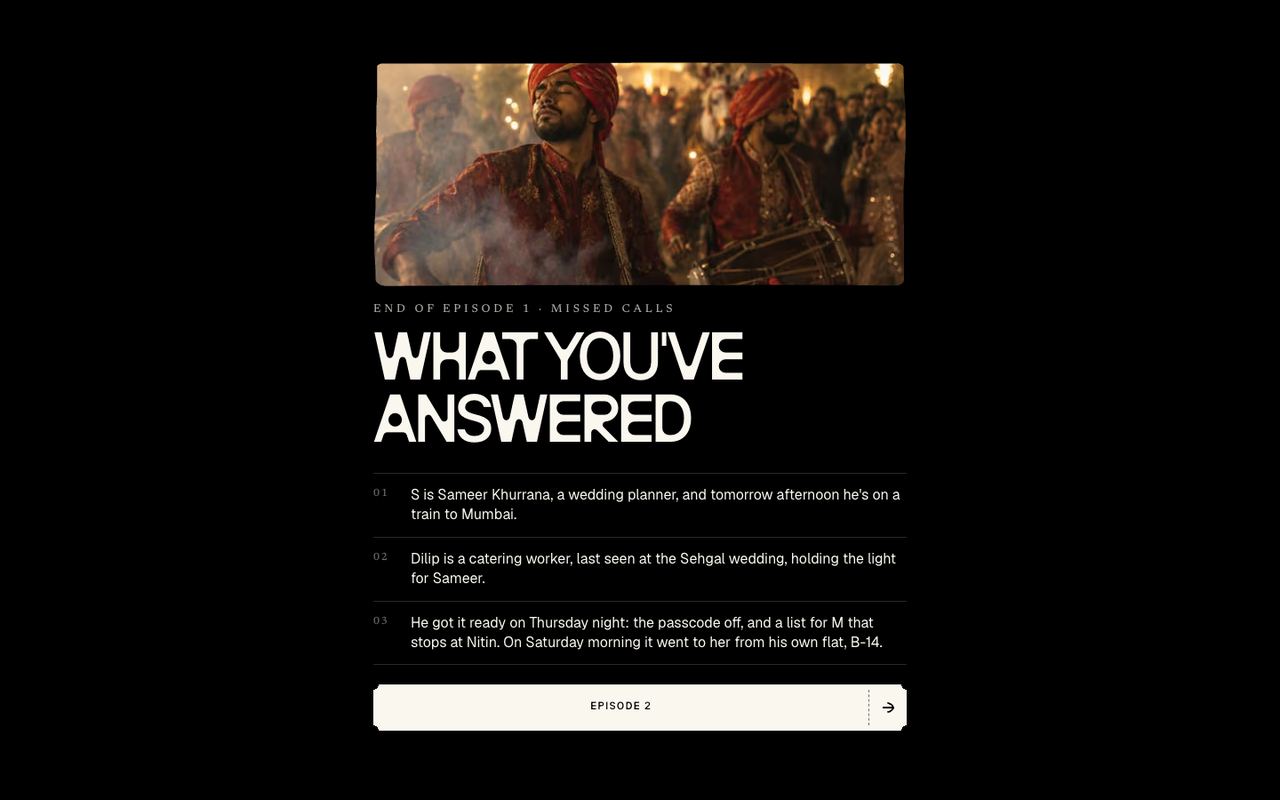 END OF EPISODE 1 · MISSED CALLS
WHAT YOU'VE
ANSWERED
01
S is Sameer Khurrana, a wedding planner, and tomorrow afternoon he's on a
train to Mumbai.
02
Dilip is a catering worker, last seen at the Sehgal wedding, holding the light
for Sameer.
03
He got it ready on Thursday night: the passcode off, and a list for M that
stops at Nitin. On Saturday morning it went to her from his own flat, B-14.
EPISODE 2 →